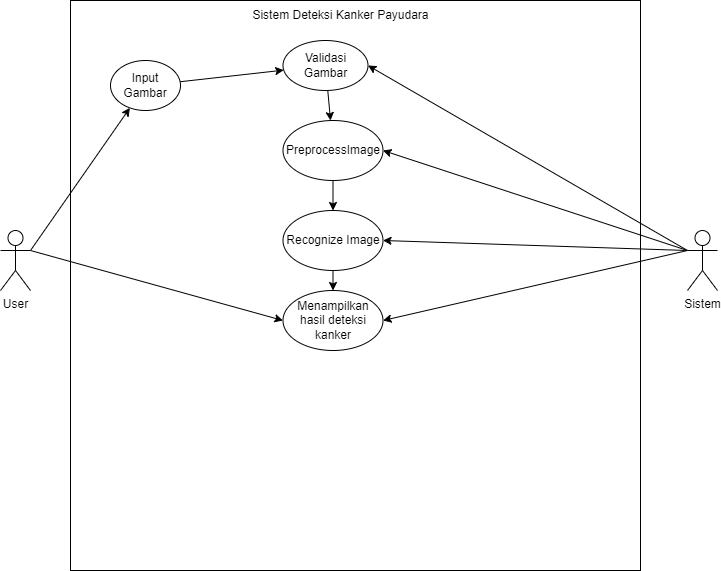 Sistem Deteksi Kanker Payudara
Validasi
Gambar
Input
Gambar
PreprocessImage
Recognize Image
Menampilkan
hasil deteksi
kanker
User
Sistem